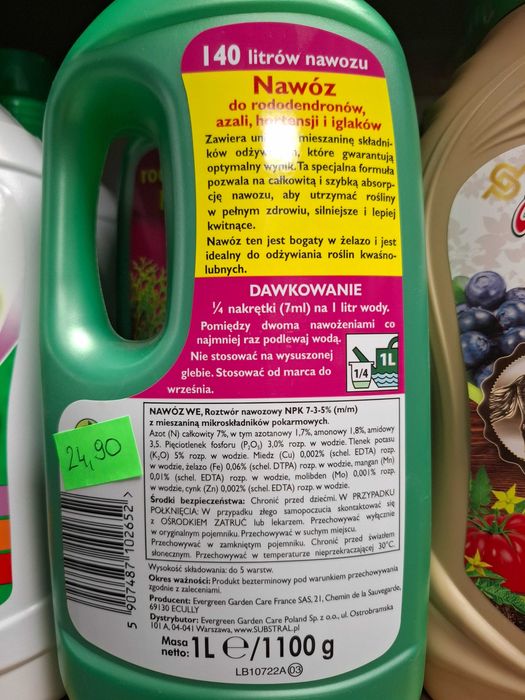 140 litrów nawozu
Nawóz
do rododendronów,
azali, hortensji i iglaków
Zawiera mieszaninę składni-
ków odżywczych, które gwarantują
optymalny wynik. Ta specjalna formuła
pozwala na całkowitą i szybką absorp-
cję nawozu, aby utrzymać rośliny
w pełnym zdrowiu, silniejsze i lepiej
kwitnące.
Nawóz ten jest bogaty w żelazo i jest
idealny do odżywiania roślin kwaśno-
lubnych.
DAWKOWANIE
¼ nakrętki (7ml) na 1 litr wody.
Pomiędzy dwoma nawożeniami co
najmniej raz podlewaj wodą.
Nie stosować na wysuszonej
glebie. Stosować od marca do
września.
1/4
1L
NAWÓZ WE, Roztwór nawozowy NPK 7-3-5% (m/m)
z mieszaniną mikroskładników pokarmowych.
Azot (N) całkowity 7%, w tym azotanowy 1,7%, amonowy 1,8%, amidowy
3,5. Pięciotlenek fosforu (P₂O₅) 3,0% rozp. w wodzie. Tlenek potasu
(K₂O) 5% rozp. w wodzie. Miedź (Cu) 0,002% (schel. EDTA) rozp.
w wodzie, żelazo (Fe) 0,06% (schel. DTPA) rozp. w wodzie, mangan (Mn)
0,01% (schel. EDTA) rozp. w wodzie, molibden (Mo) 0,001% rozp.
w wodzie, cynk (Zn) 0,002% (schel. EDTA) rozp. w wodzie.
Środki bezpieczeństwa: Chronić przed dziećmi. W PRZYPADKU
POŁKNIĘCIA: W przypadku złego samopoczucia skontaktować się
z OŚRODKIEM ZATRUĆ lub lekarzem. Przechowywać wyłącznie
w oryginalnym pojemniku. Przechowywać w suchym miejscu.
Przechowywać w zamkniętym pojemniku. Chronić przed światłem
słonecznym. Przechowywać w temperaturze nieprzekraczającej 30°C.
Wysokość składowania: do 5 warstw.
Okres ważności: Produkt bezterminowy pod warunkiem przechowywania
zgodnie z zaleceniami.
Producent: Evergreen Garden Care France SAS, 21, Chemin de la Sauvegarde,
69130 ECULLY
Dystrybutor: Evergreen Garden Care Poland Sp. z o.o., ul. Ostrobramska
101 A, 04-041 Warszawa, www.SUBSTRAL.pl
Masa
netto: 1L ℮/1100 g
LB10722A 03
24,90
5 907487 102652 >